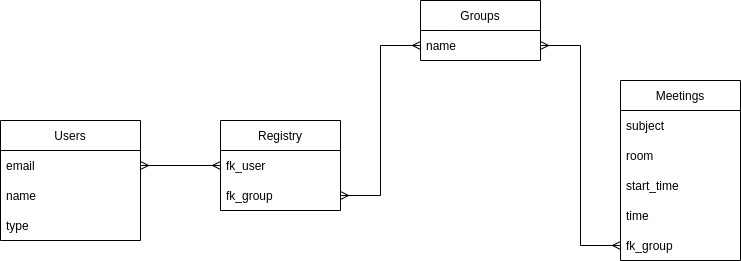 Users
email
name
type
Registry
fk_user
fk_group
Groups
name
Meetings
subject
room
start_time
time
fk_group